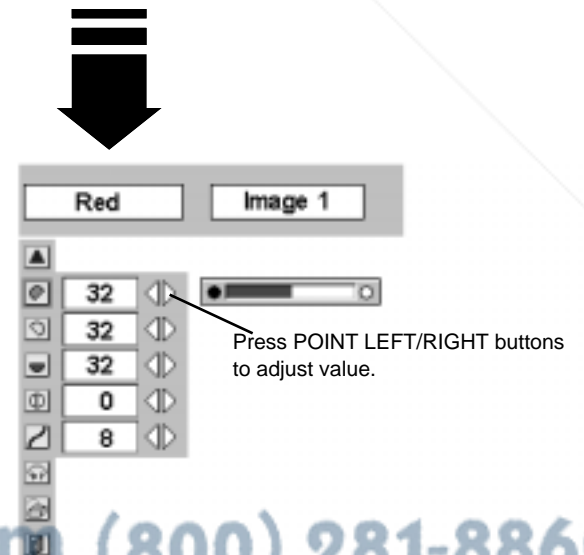 Red
Image 1
32
32
Press POINT LEFT/RIGHT buttons
to adjust value.
32
0
8
m (800) 281-886